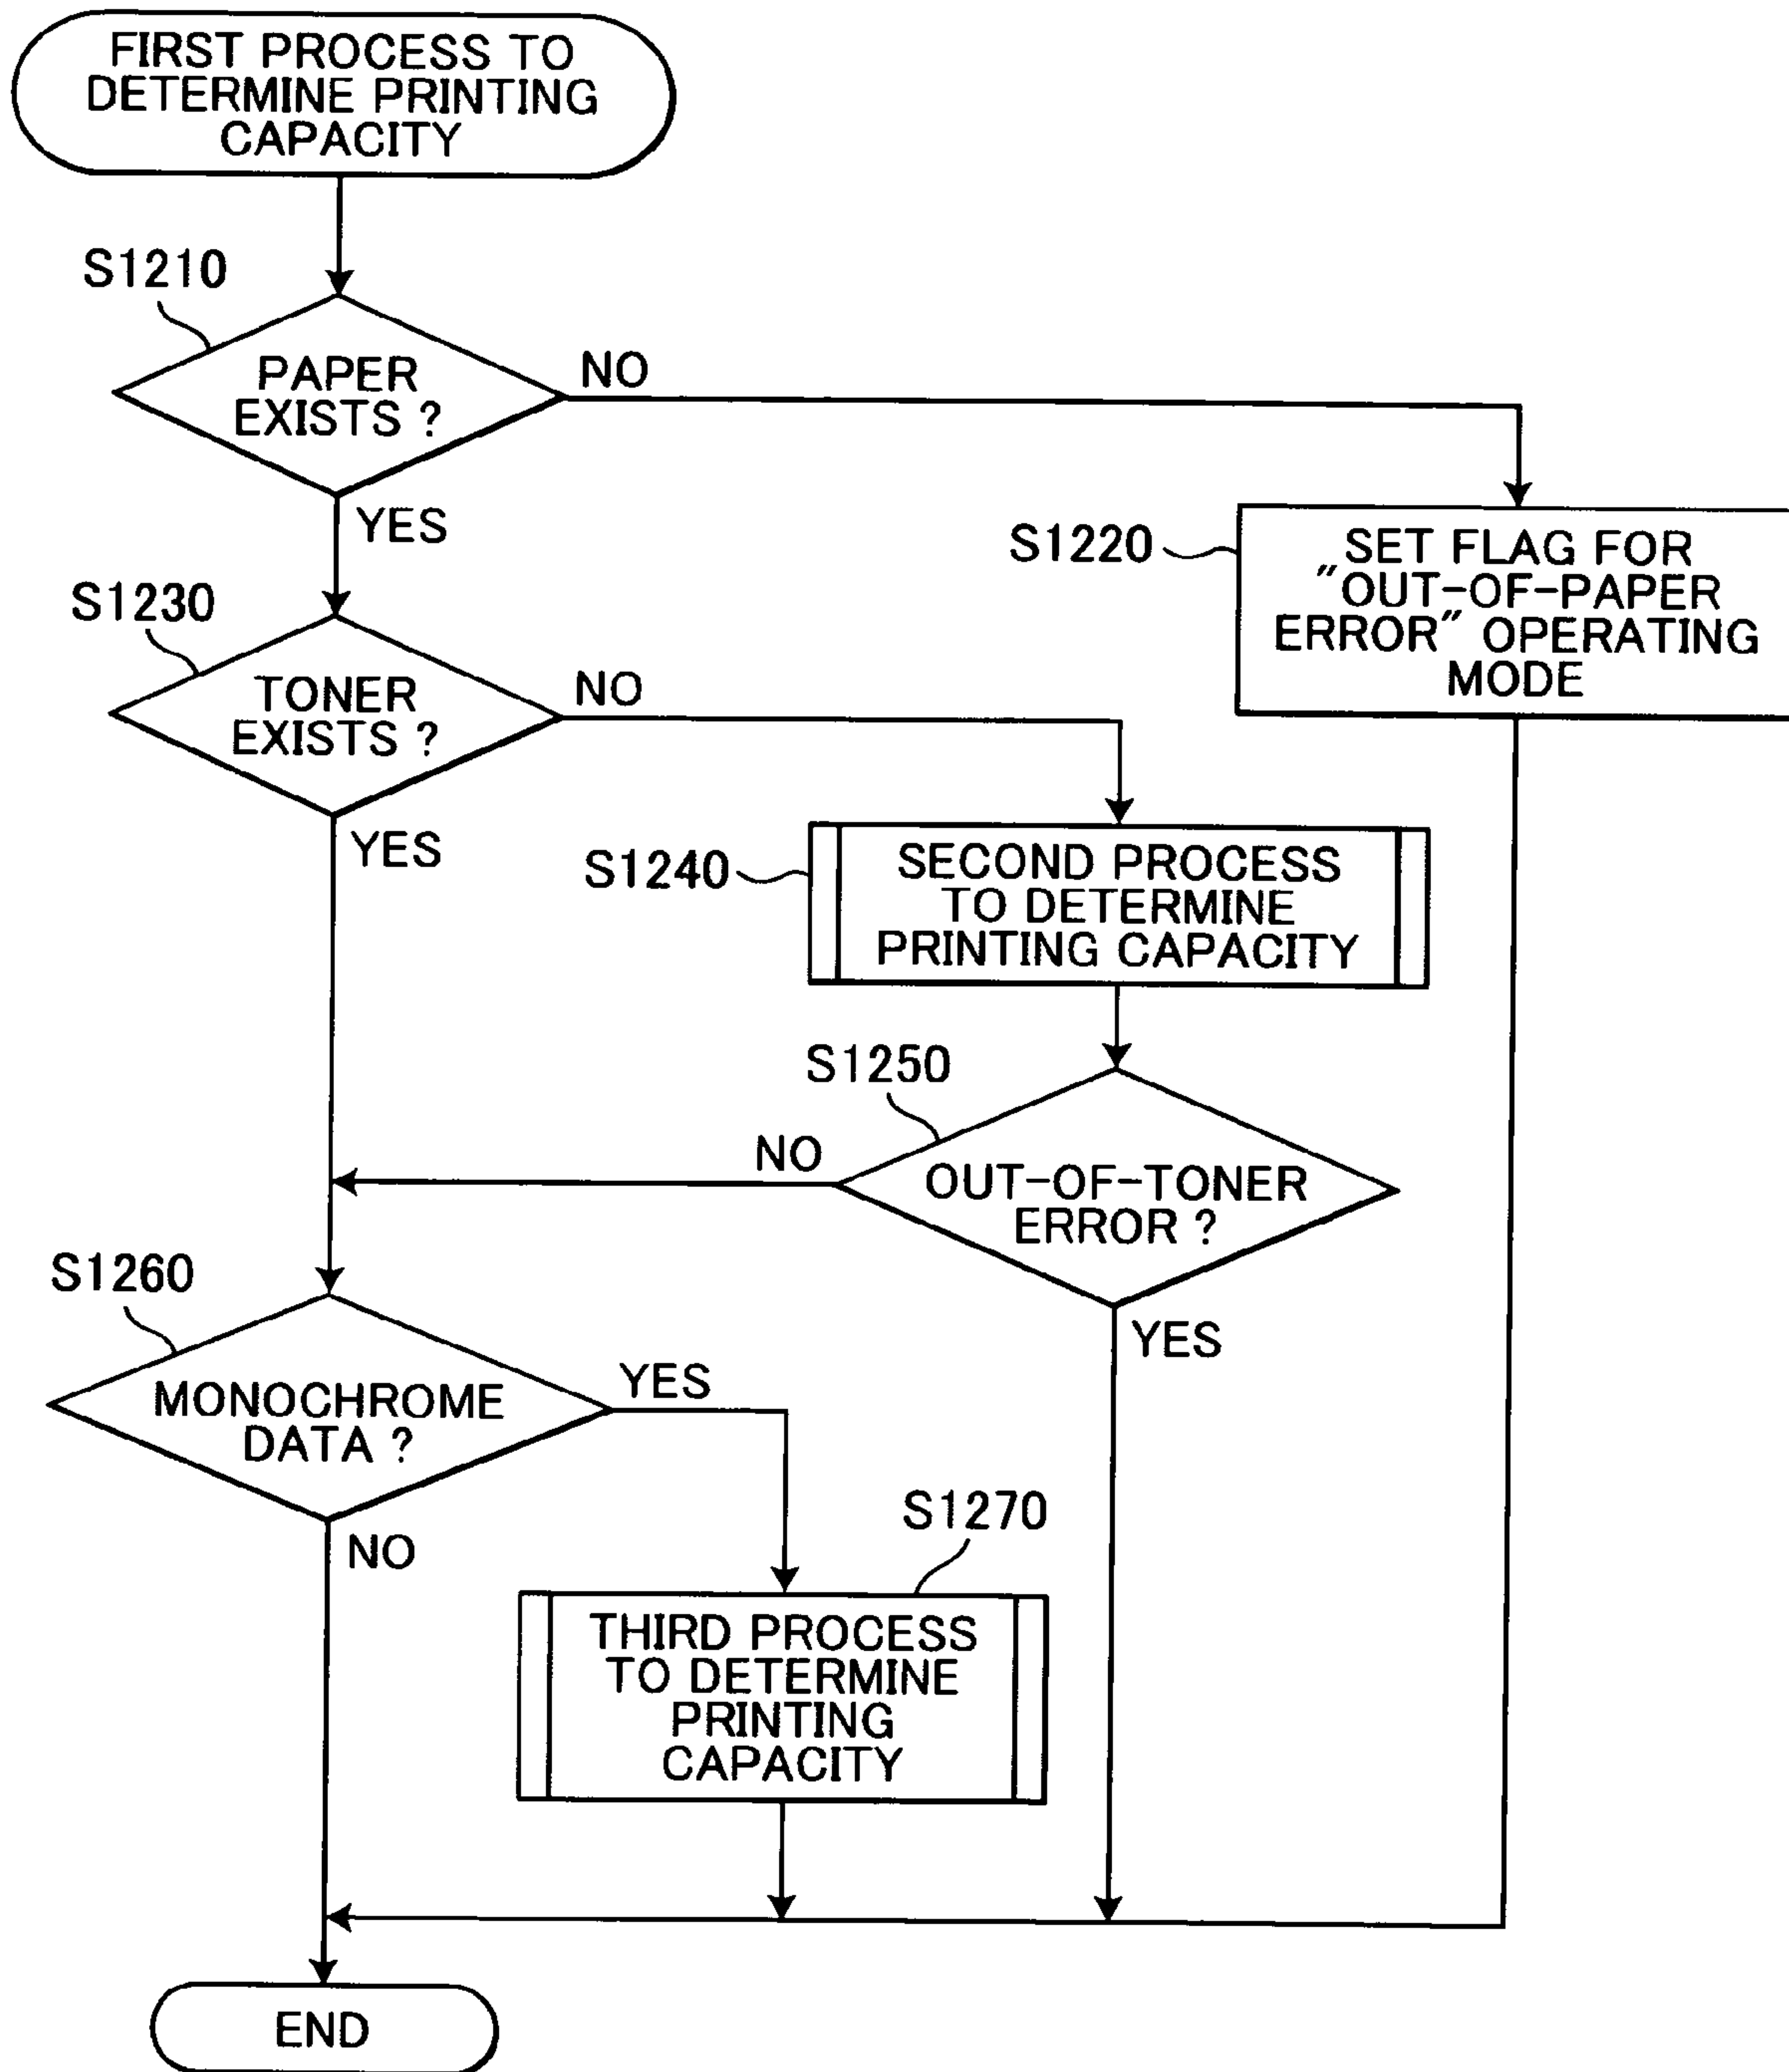 FIRST PROCESS TO
DETERMINE PRINTING
CAPACITY
S1210
PAPER
EXISTS ?
NO
YES
S1220
SET FLAG FOR
"OUT-OF-PAPER
ERROR" OPERATING
MODE
S1230
TONER
EXISTS ?
NO
YES
S1240
SECOND PROCESS
TO DETERMINE
PRINTING CAPACITY
S1250
OUT-OF-TONER
ERROR ?
NO
YES
S1260
MONOCHROME
DATA ?
YES
NO
S1270
THIRD PROCESS
TO DETERMINE
PRINTING
CAPACITY
END